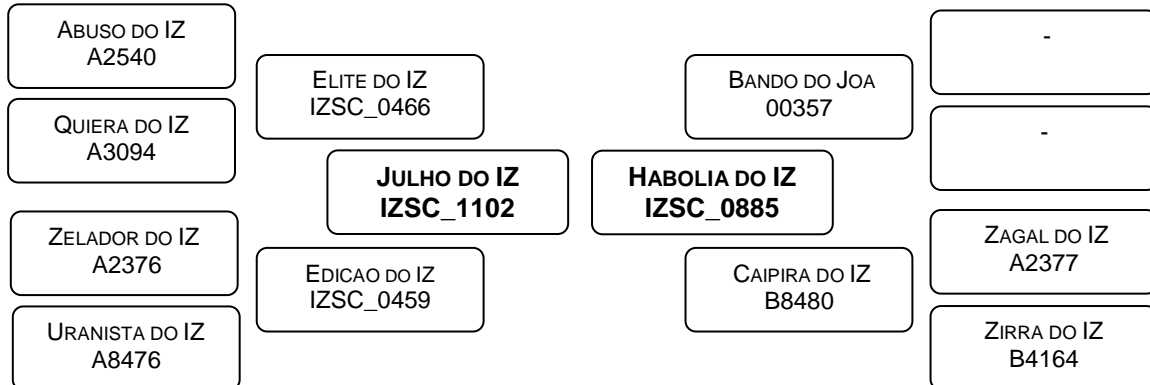 ABUSO DO IZ
A2540
QUIERA DO IZ
A3094
ELITE DO IZ
IZSC_0466
JULHO DO IZ
IZSC_1102
ZELADOR DO IZ
A2376
URANISTA DO IZ
A8476
EDICAO DO IZ
IZSC_0459
BANDO DO JOA
00357
-
-
HABOLIA DO IZ
IZSC_0885
CAIPIRA DO IZ
B8480
ZAGAL DO IZ
A2377
ZIRRA DO IZ
B4164